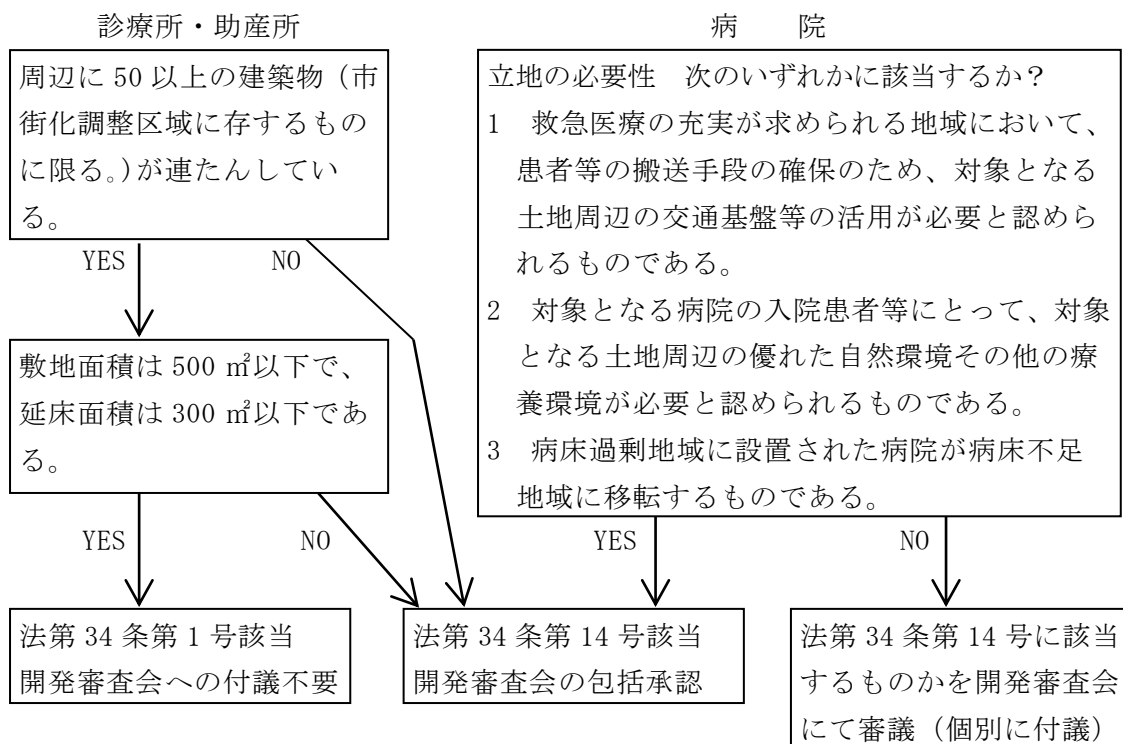 診療所・助産所
周辺に 50 以上の建築物（市
街化調整区域に存するもの
に限る。）が連たんしてい
る。
YES NO
敷地面積は 500 ㎡以下で、
延床面積は 300 ㎡以下であ
る。
YES NO
法第 34 条第 1 号該当
開発審査会への付議不要
病　　院
立地の必要性　次のいずれかに該当するか？
1　救急医療の充実が求められる地域において、
患者等の搬送手段の確保のため、対象となる
土地周辺の交通基盤等の活用が必要と認めら
れるものである。
2　対象となる病院の入院患者等にとって、対象
となる土地周辺の優れた自然環境その他の療
養環境が必要と認められるものである。
3　病床過剰地域に設置された病院が病床不足
地域に移転するものである。
YES NO
法第 34 条第 14 号該当
開発審査会の包括承認
法第 34 条第 14 号に該当
するものかを開発審査会
にて審議（個別に付議）